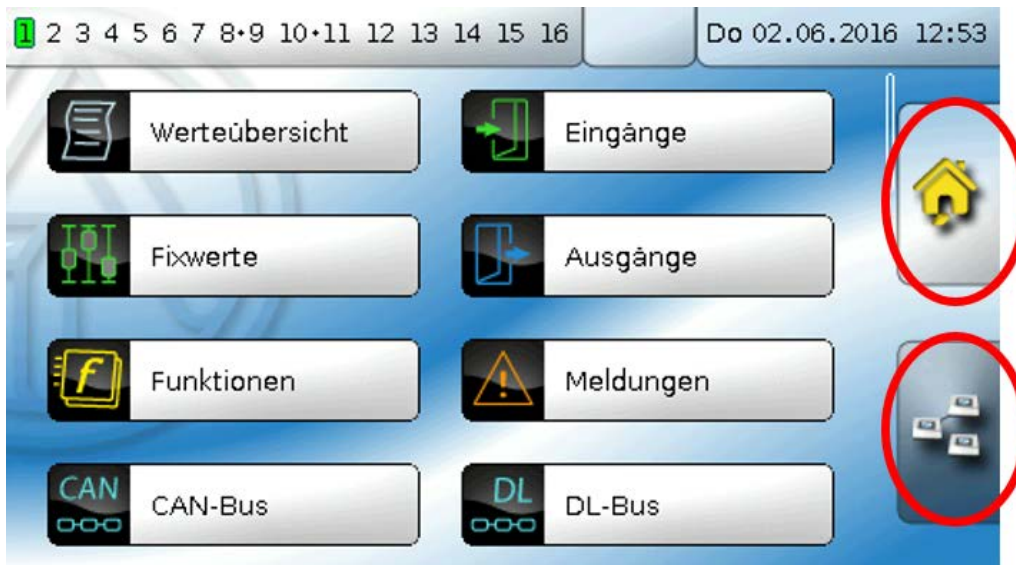 1 2 3 4 5 6 7 8•9 10•11 12 13 14 15 16 Do 02.06.2016 12:53
Werteübersicht
Eingänge
Fixwerte
Ausgänge
f Funktionen
! Meldungen
CAN CAN-Bus
DL DL-Bus